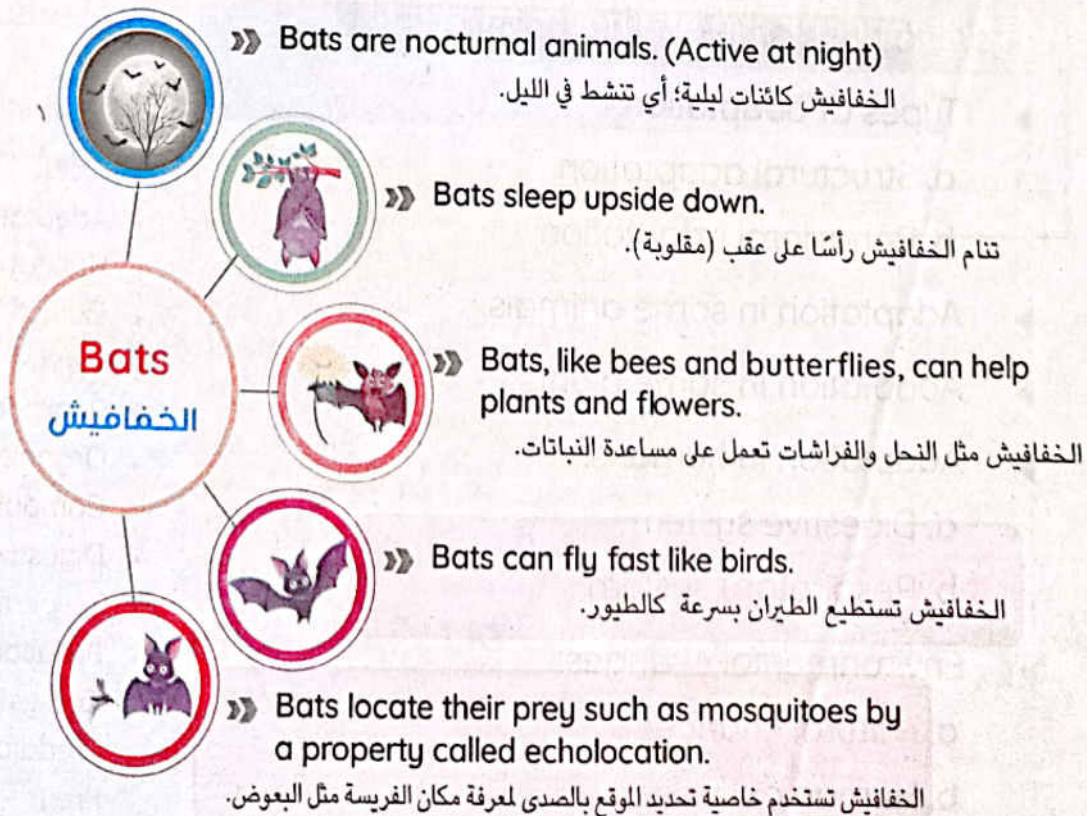 Bats are nocturnal animals. (Active at night)
الخفافيش كائنات ليلية؛ أي تنشط في الليل.
١
Bats sleep upside down.
تنام الخفافيش رأسًا على عقب (مقلوبة).
Bats
الخفافيش
Bats, like bees and butterflies, can help
plants and flowers.
الخفافيش مثل النحل والفراشات تعمل على مساعدة النباتات.
Bats can fly fast like birds.
الخفافيش تستطيع الطيران بسرعة كالطيور.
Bats locate their prey such as mosquitoes by
a property called echolocation.
الخفافيش تستخدم خاصية تحديد الموقع بالصدى لمعرفة مكان الفريسة مثل البعوض.